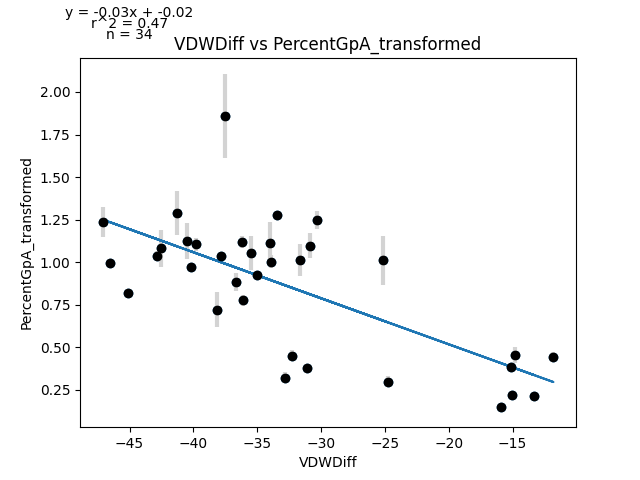 y = -0.03x + -0.02
r^2 = 0.47
n = 34
VDWDiff vs PercentGpA_transformed
2.00
1.75
1.50
1.25
1.00
0.75
0.50
0.25
PercentGpA_transformed
−45 −40 −35 −30 −25 −20 −15
VDWDiff